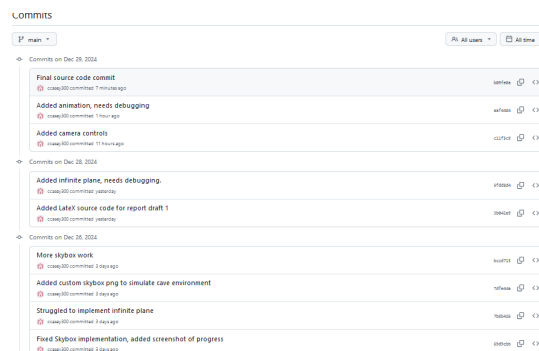 Commits
main
All users
All time
Commits on Dec 29, 2024
Final source code commit
ccasey300 committed 7 minutes ago
Added animation, needs debugging
ccasey300 committed 1 hour ago
Added camera controls
ccasey300 committed 11 hours ago
Commits on Dec 28, 2024
Added infinite plane, needs debugging.
ccasey300 committed yesterday
Added LateX source code for report draft 1
ccasey300 committed yesterday
Commits on Dec 26, 2024
More skybox work
ccasey300 committed 3 days ago
Added custom skybox png to simulate cave environment
ccasey300 committed 3 days ago
Struggled to implement infinite plane
ccasey300 committed 3 days ago
Fixed Skybox implementation, added screenshot of progress
ccasey300 committed 3 days ago